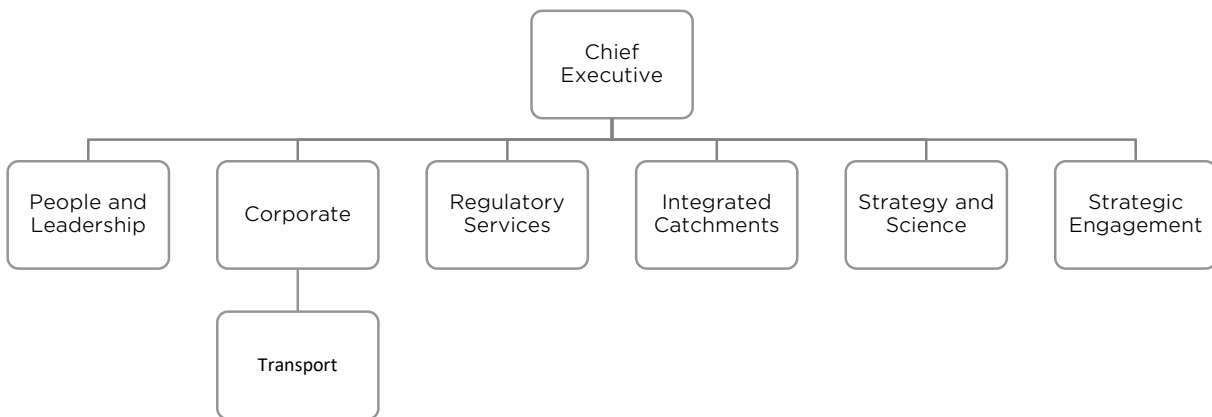 Chief
Executive
People and
Leadership
Corporate
Regulatory
Services
Integrated
Catchments
Strategy and
Science
Strategic
Engagement
Transport